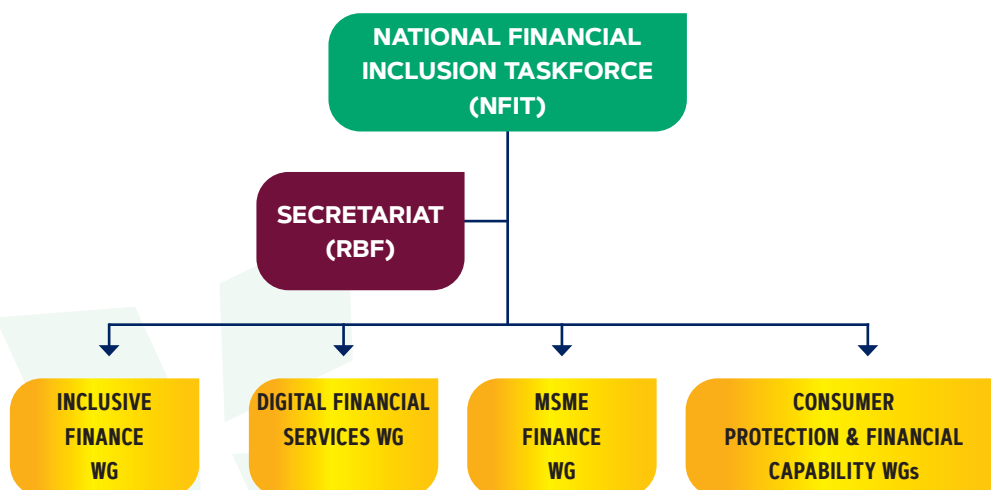 NATIONAL FINANCIAL
INCLUSION TASKFORCE
(NFIT)
SECRETARIAT
(RBF)
INCLUSIVE
FINANCE
WG
DIGITAL FINANCIAL
SERVICES WG
MSME
FINANCE
WG
CONSUMER
PROTECTION & FINANCIAL
CAPABILITY WGs